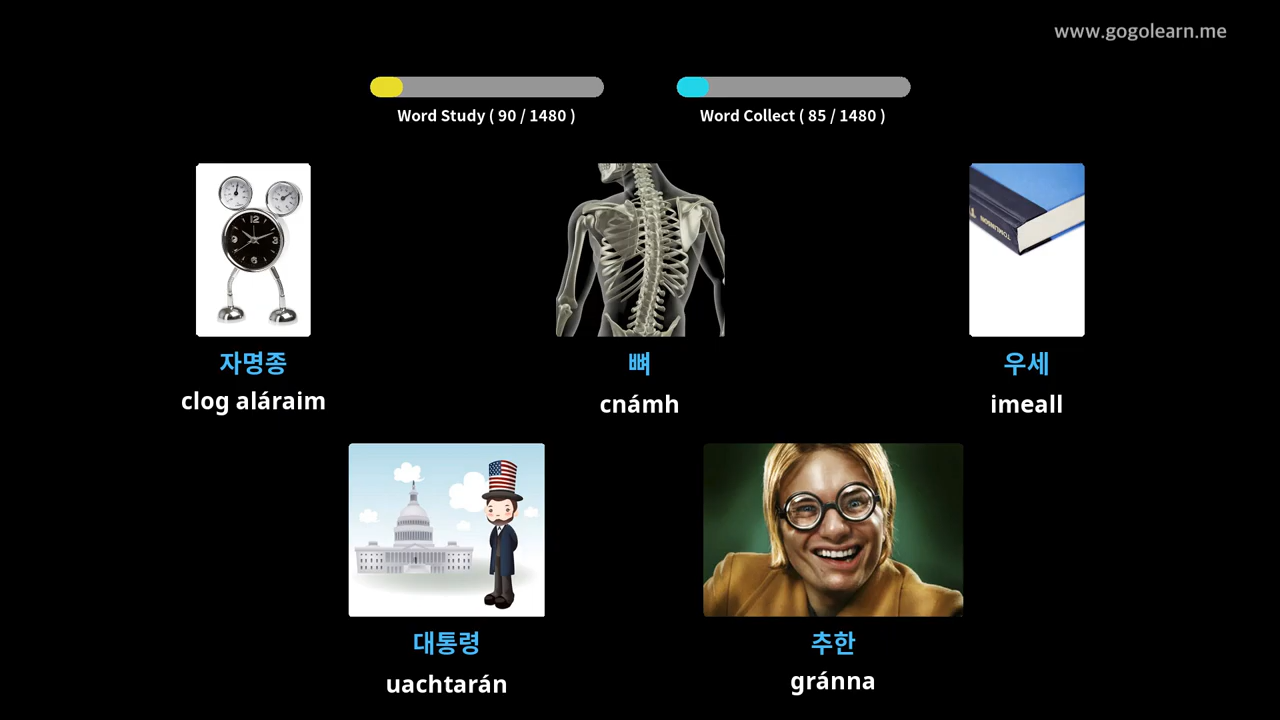 www.gogolearn.me
Word Study ( 90 / 1480 )
Word Collect ( 85 / 1480 )
TOMLINSON
자명종
clog aláraim
뼈
cnámh
우세
imeall
대통령
uachtarán
추한
gránna